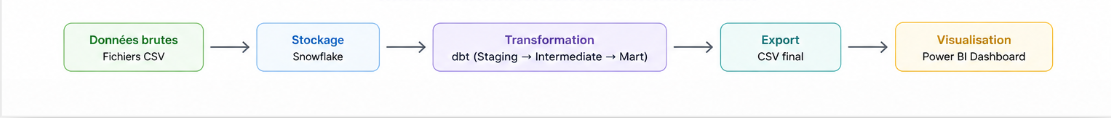 Données brutes
Fichiers CSV
Stockage
Snowflake
Transformation
dbt (Staging → Intermediate → Mart)
Export
CSV final
Visualisation
Power BI Dashboard